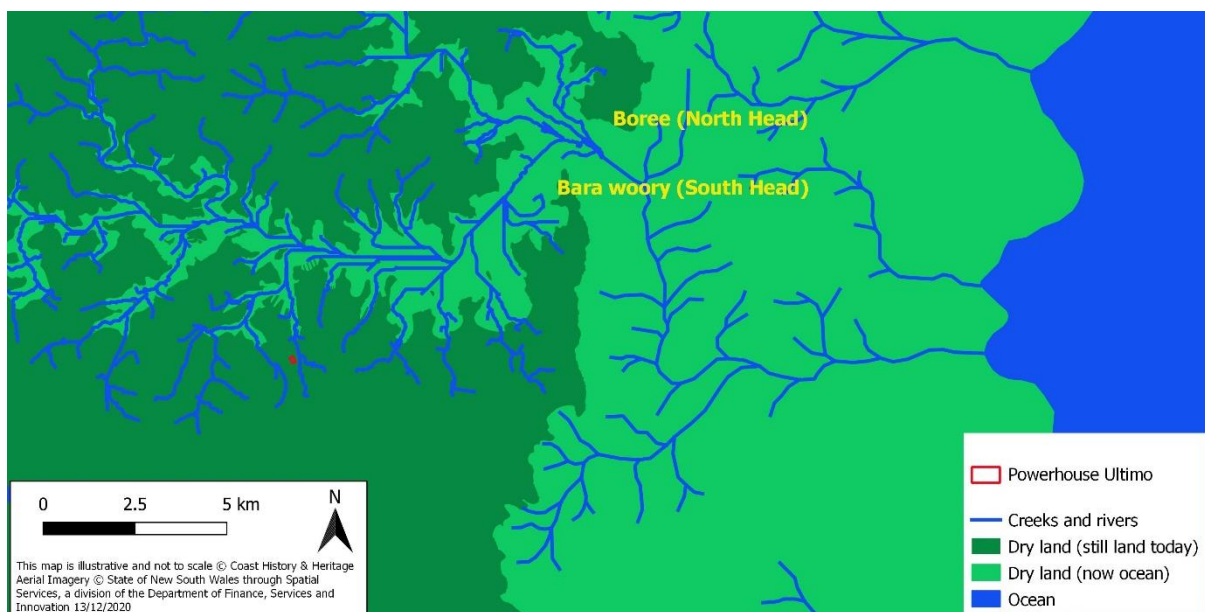 Boree (North Head)
Bara woory (South Head)
0 2.5 5 km
N
This map is illustrative and not to scale © Coast History & Heritage
Aerial Imagery © State of New South Wales through Spatial
Services, a division of the Department of Finance, Services and
Innovation 13/12/2020
Powerhouse Ultimo
Creeks and rivers
Dry land (still land today)
Dry land (now ocean)
Ocean